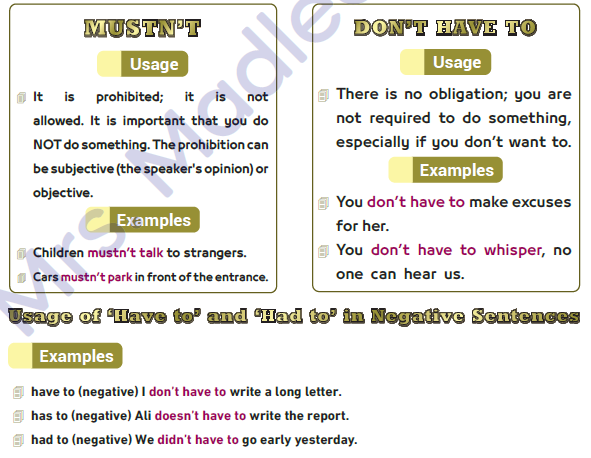 MUSTN'T
Usage
It is prohibited; it is not
allowed. It is important that you do
NOT do something. The prohibition can
be subjective (the speaker's opinion) or
objective.
Examples
Children mustn't talk to strangers.
Cars mustn't park in front of the entrance.
DON'T HAVE TO
Usage
There is no obligation; you are
not required to do something,
especially if you don't want to.
Examples
You don't have to make excuses
for her.
You don't have to whisper, no
one can hear us.
Usage of 'Have to' and 'Had to' in Negative Sentences
Examples
have to (negative) I don't have to write a long letter.
has to (negative) Ali doesn't have to write the report.
had to (negative) We didn't have to go early yesterday.
Mrs.